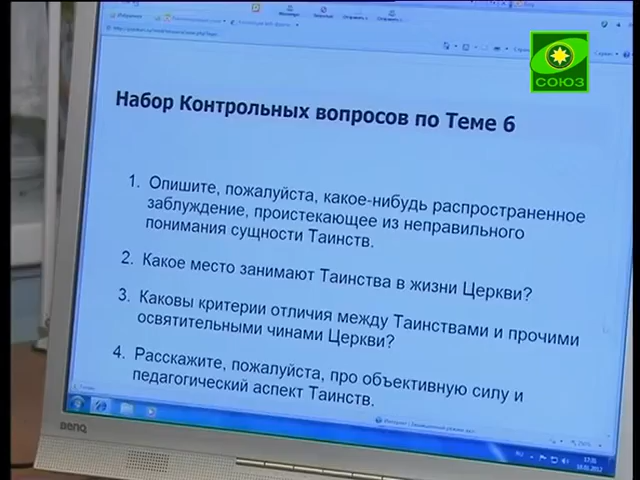 СОЮЗ
Набор Контрольных вопросов по Теме 6
1. Опишите, пожалуйста, какое-нибудь распространенное
заблуждение, проистекающее из неправильного
понимания сущности Таинств.
2. Какое место занимают Таинства в жизни Церкви?
3. Каковы критерии отличия между Таинствами и прочими
освятительными чинами Церкви?
4. Расскажите, пожалуйста, про объективную силу и
педагогический аспект Таинств.
BenQ